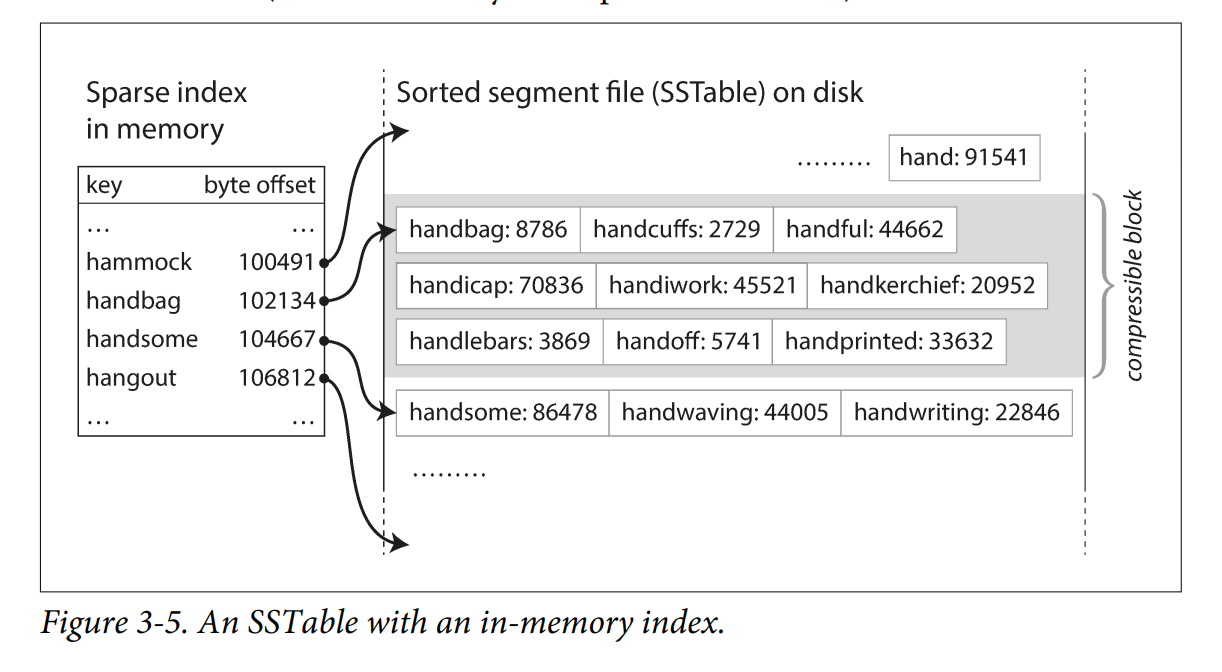 Sparse index
in memory
key byte offset
... ...
hammock 100491
handbag 102134
handsome 104667
hangout 106812
... ...
Sorted segment file (SSTable) on disk
......... hand: 91541
handbag: 8786 handcuffs: 2729 handful: 44662
handicap: 70836 handiwork: 45521 handkerchief: 20952
handlebars: 3869 handoff: 5741 handprinted: 33632
handsome: 86478 handwaving: 44005 handwriting: 22846
.........
compressible block
Figure 3-5. An SSTable with an in-memory index.